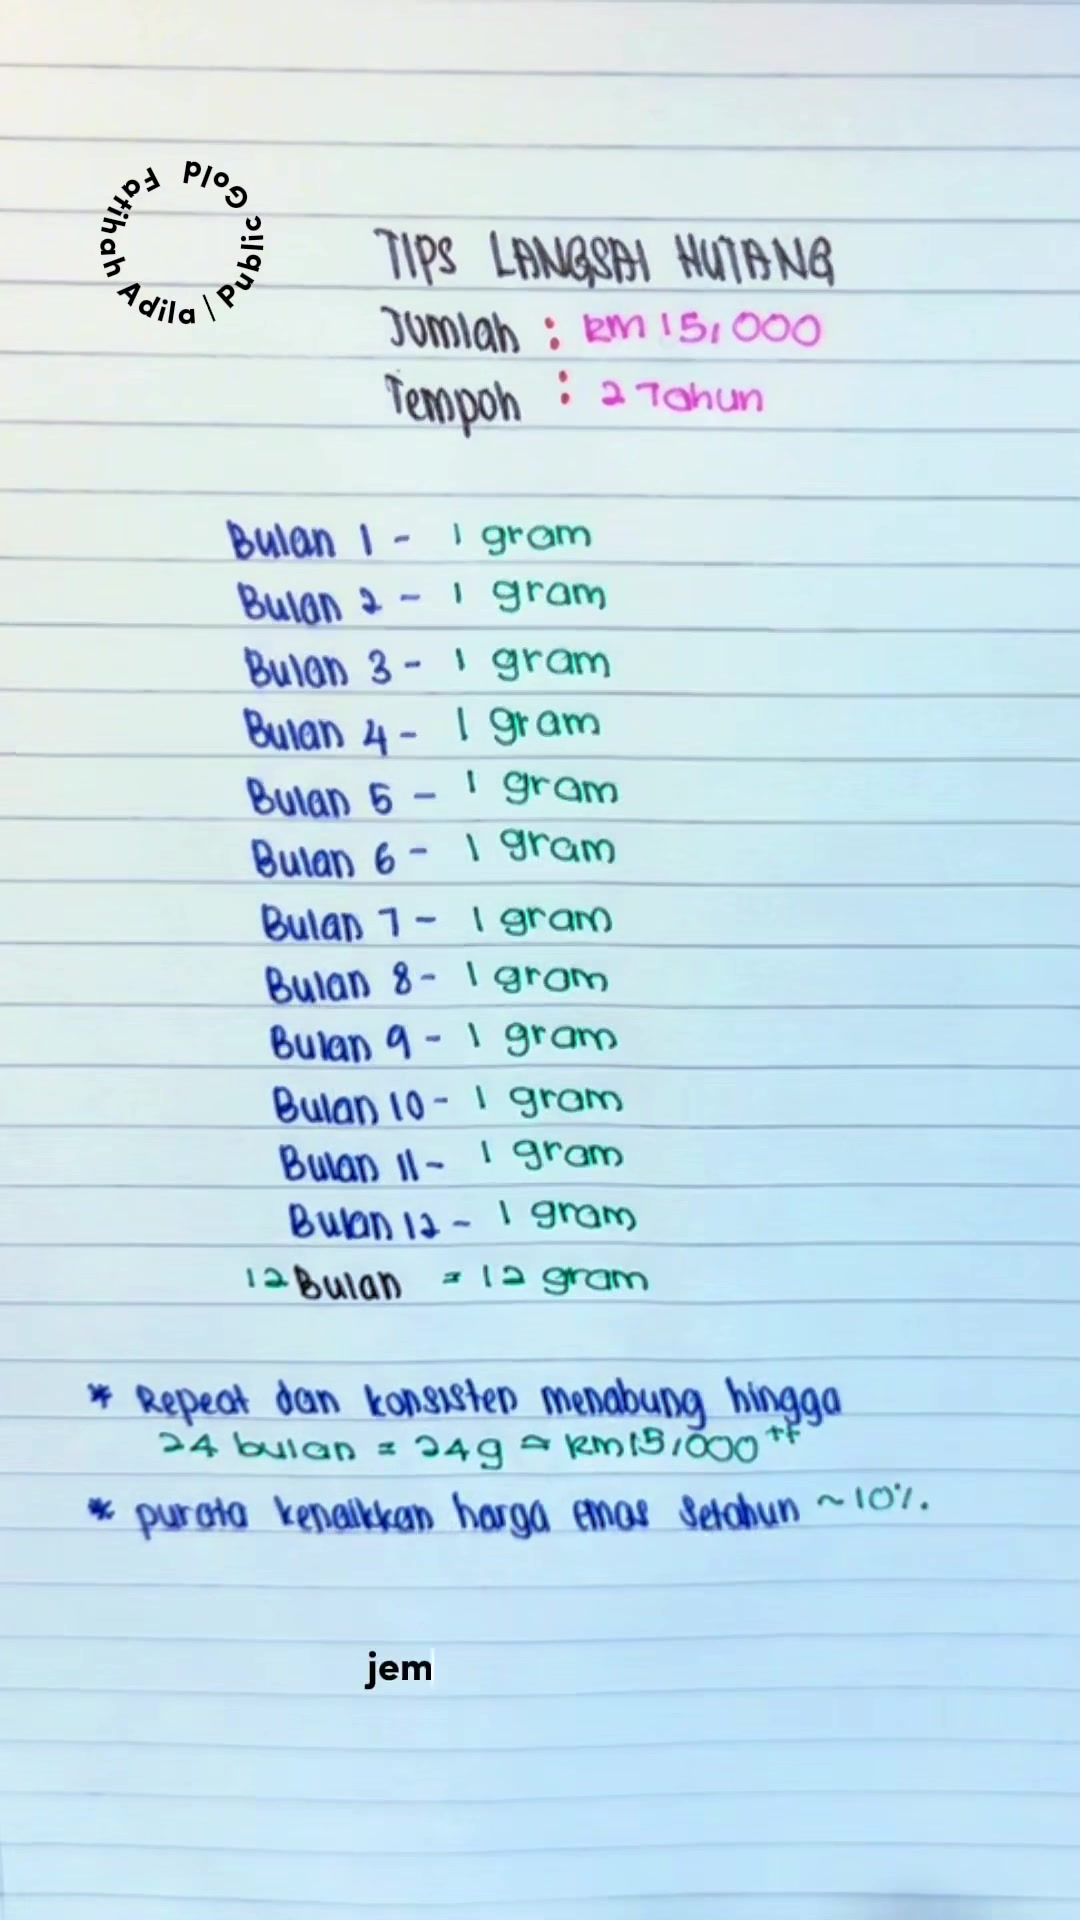 Fatihah Adila | Public Gold
TIPS LANGSAI HUTANG
Jumlah : RM 15,000
Tempoh : 2 Tahun
Bulan 1 - 1 gram
Bulan 2 - 1 gram
Bulan 3 - 1 gram
Bulan 4 - 1 gram
Bulan 5 - 1 gram
Bulan 6 - 1 gram
Bulan 7 - 1 gram
Bulan 8 - 1 gram
Bulan 9 - 1 gram
Bulan 10 - 1 gram
Bulan 11 - 1 gram
Bulan 12 - 1 gram
12 Bulan = 12 gram
* Repeat dan konsisten menabung hingga
24 bulan = 24g ≈ RM15,000 ++
* purata kenaikkan harga emas setahun ~10%.
jem